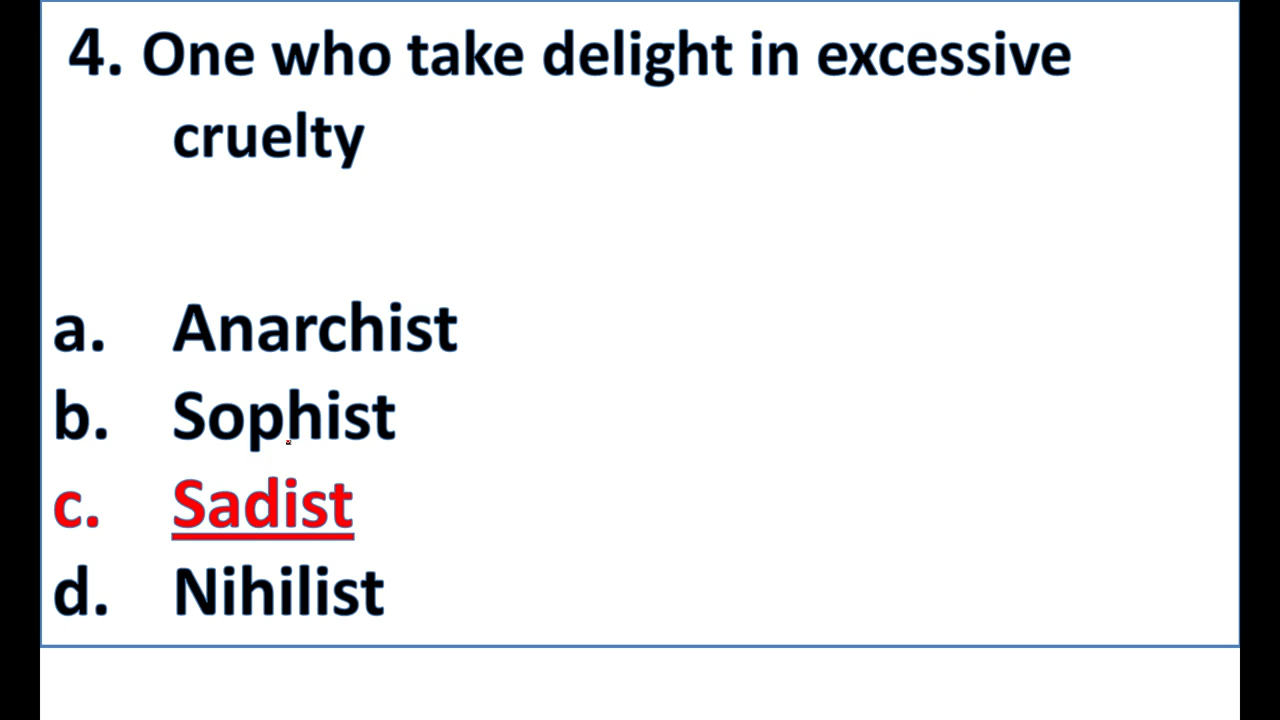 4. One who take delight in excessive
cruelty
a. Anarchist
b. Sophist
c. Sadist
d. Nihilist